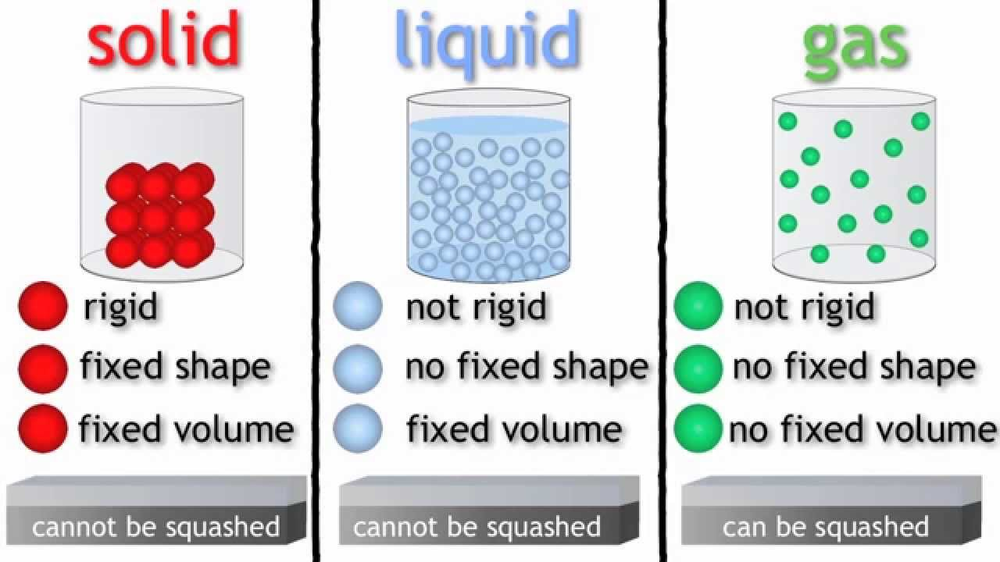 solid
rigid
fixed shape
fixed volume
cannot be squashed
liquid
not rigid
no fixed shape
fixed volume
cannot be squashed
gas
not rigid
no fixed shape
no fixed volume
can be squashed